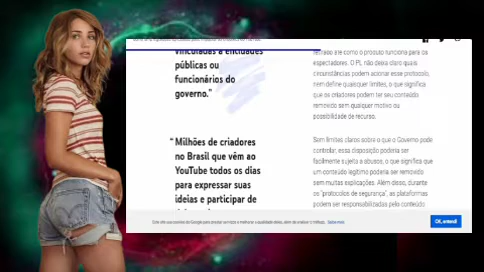 vinculadas a entidades
públicas ou
funcionários do
governo."
"Milhões de criadores
no Brasil que vêm ao
YouTube todos os dias
para expressar suas
ideias e participar de
retirado até como o produto funciona para os
espectadores. O PL não deixa claro quais
circunstâncias podem acionar esse protocolo,
nem define quaisquer limites, o que significa
que os criadores podem ter seu conteúdo
removido sem qualquer motivo ou
possibilidade de recurso.
Sem limites claros sobre o que o Governo pode
controlar, essa disposição poderia ser
facilmente sujeita a abusos, o que significa que
um conteúdo legítimo poderia ser removido
sem muitas explicações. Além disso, durante
os "protocolos de segurança", as plataformas
podem ser responsabilizadas pelo conteúdo
Saiba mais
OK, entendi